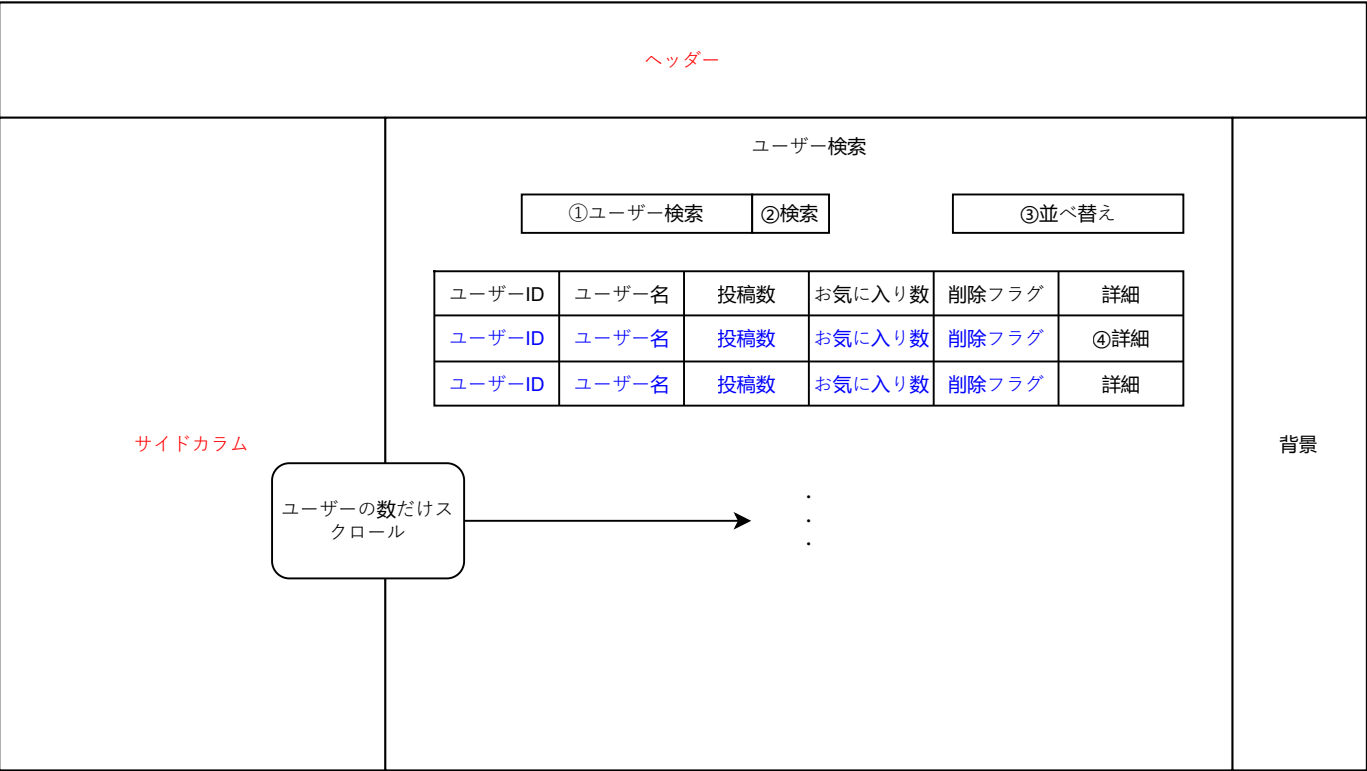 ヘッダー
ユーザー検索
①ユーザー検索 ②検索 ③並べ替え
ユーザーID ユーザー名 投稿数 お気に入り数 削除フラグ 詳細
ユーザーID ユーザー名 投稿数 お気に入り数 削除フラグ ④詳細
ユーザーID ユーザー名 投稿数 お気に入り数 削除フラグ 詳細
サイドカラム
背景
ユーザーの数だけス
クロール
.
.
.